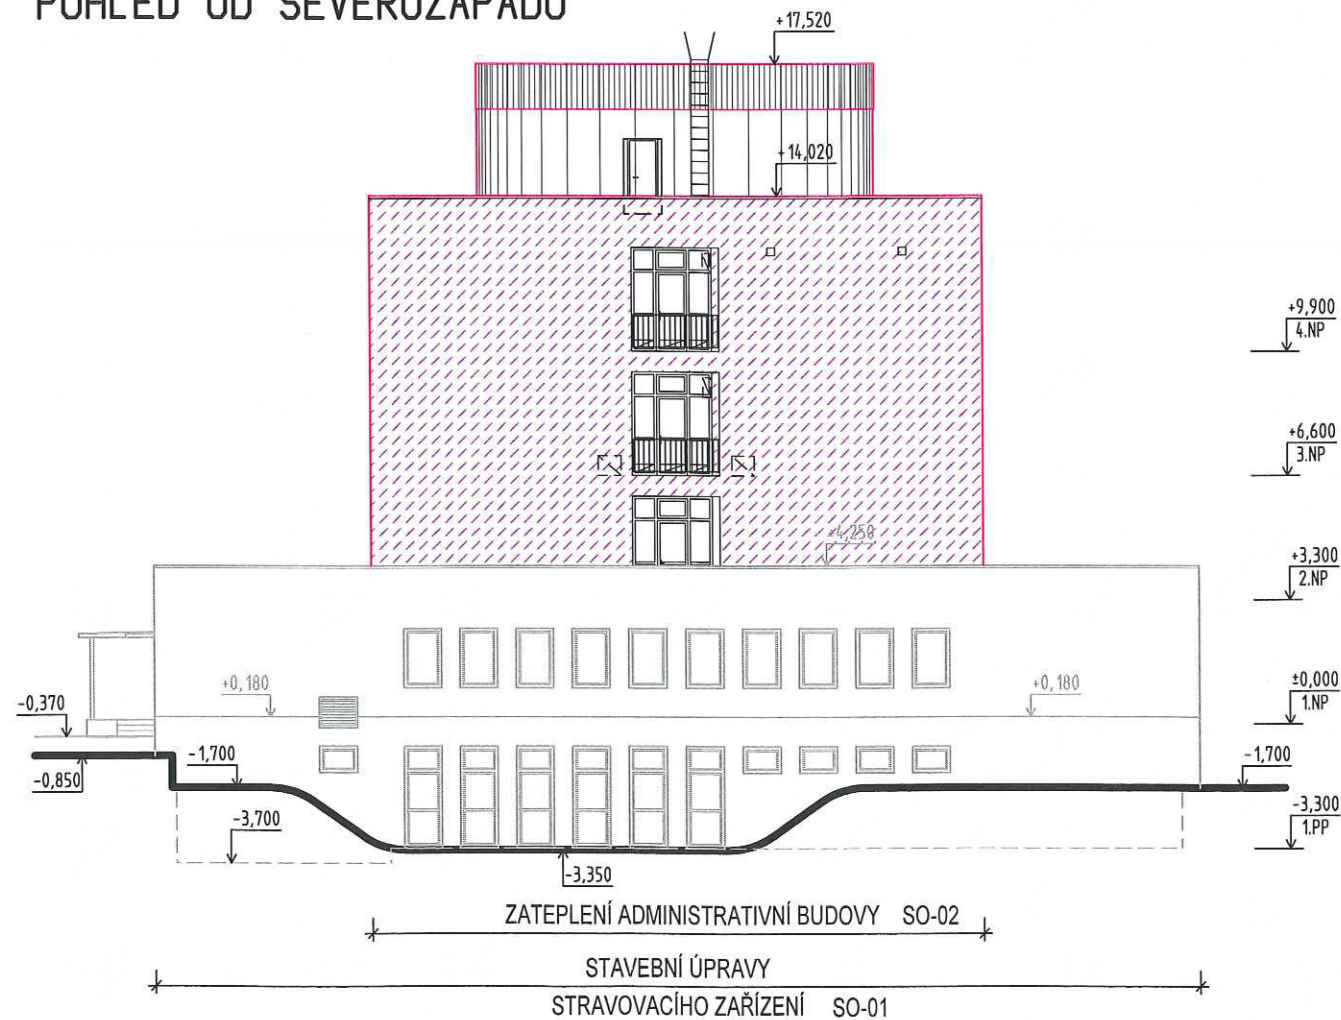 POHLED OD SEVEROZÁPADU
+17,520
+14,020
+9,900
4.NP
+6,600
3.NP
+4,250
+3,300
2.NP
+0,180
+0,180
±0,000
1.NP
-0,370
-0,850
-1,700
-1,700
-3,700
-3,300
1.PP
-3,350
ZATEPLENÍ ADMINISTRATIVNÍ BUDOVY SO-02
STAVEBNÍ ÚPRAVY
STRAVOVACÍHO ZAŘÍZENÍ SO-01